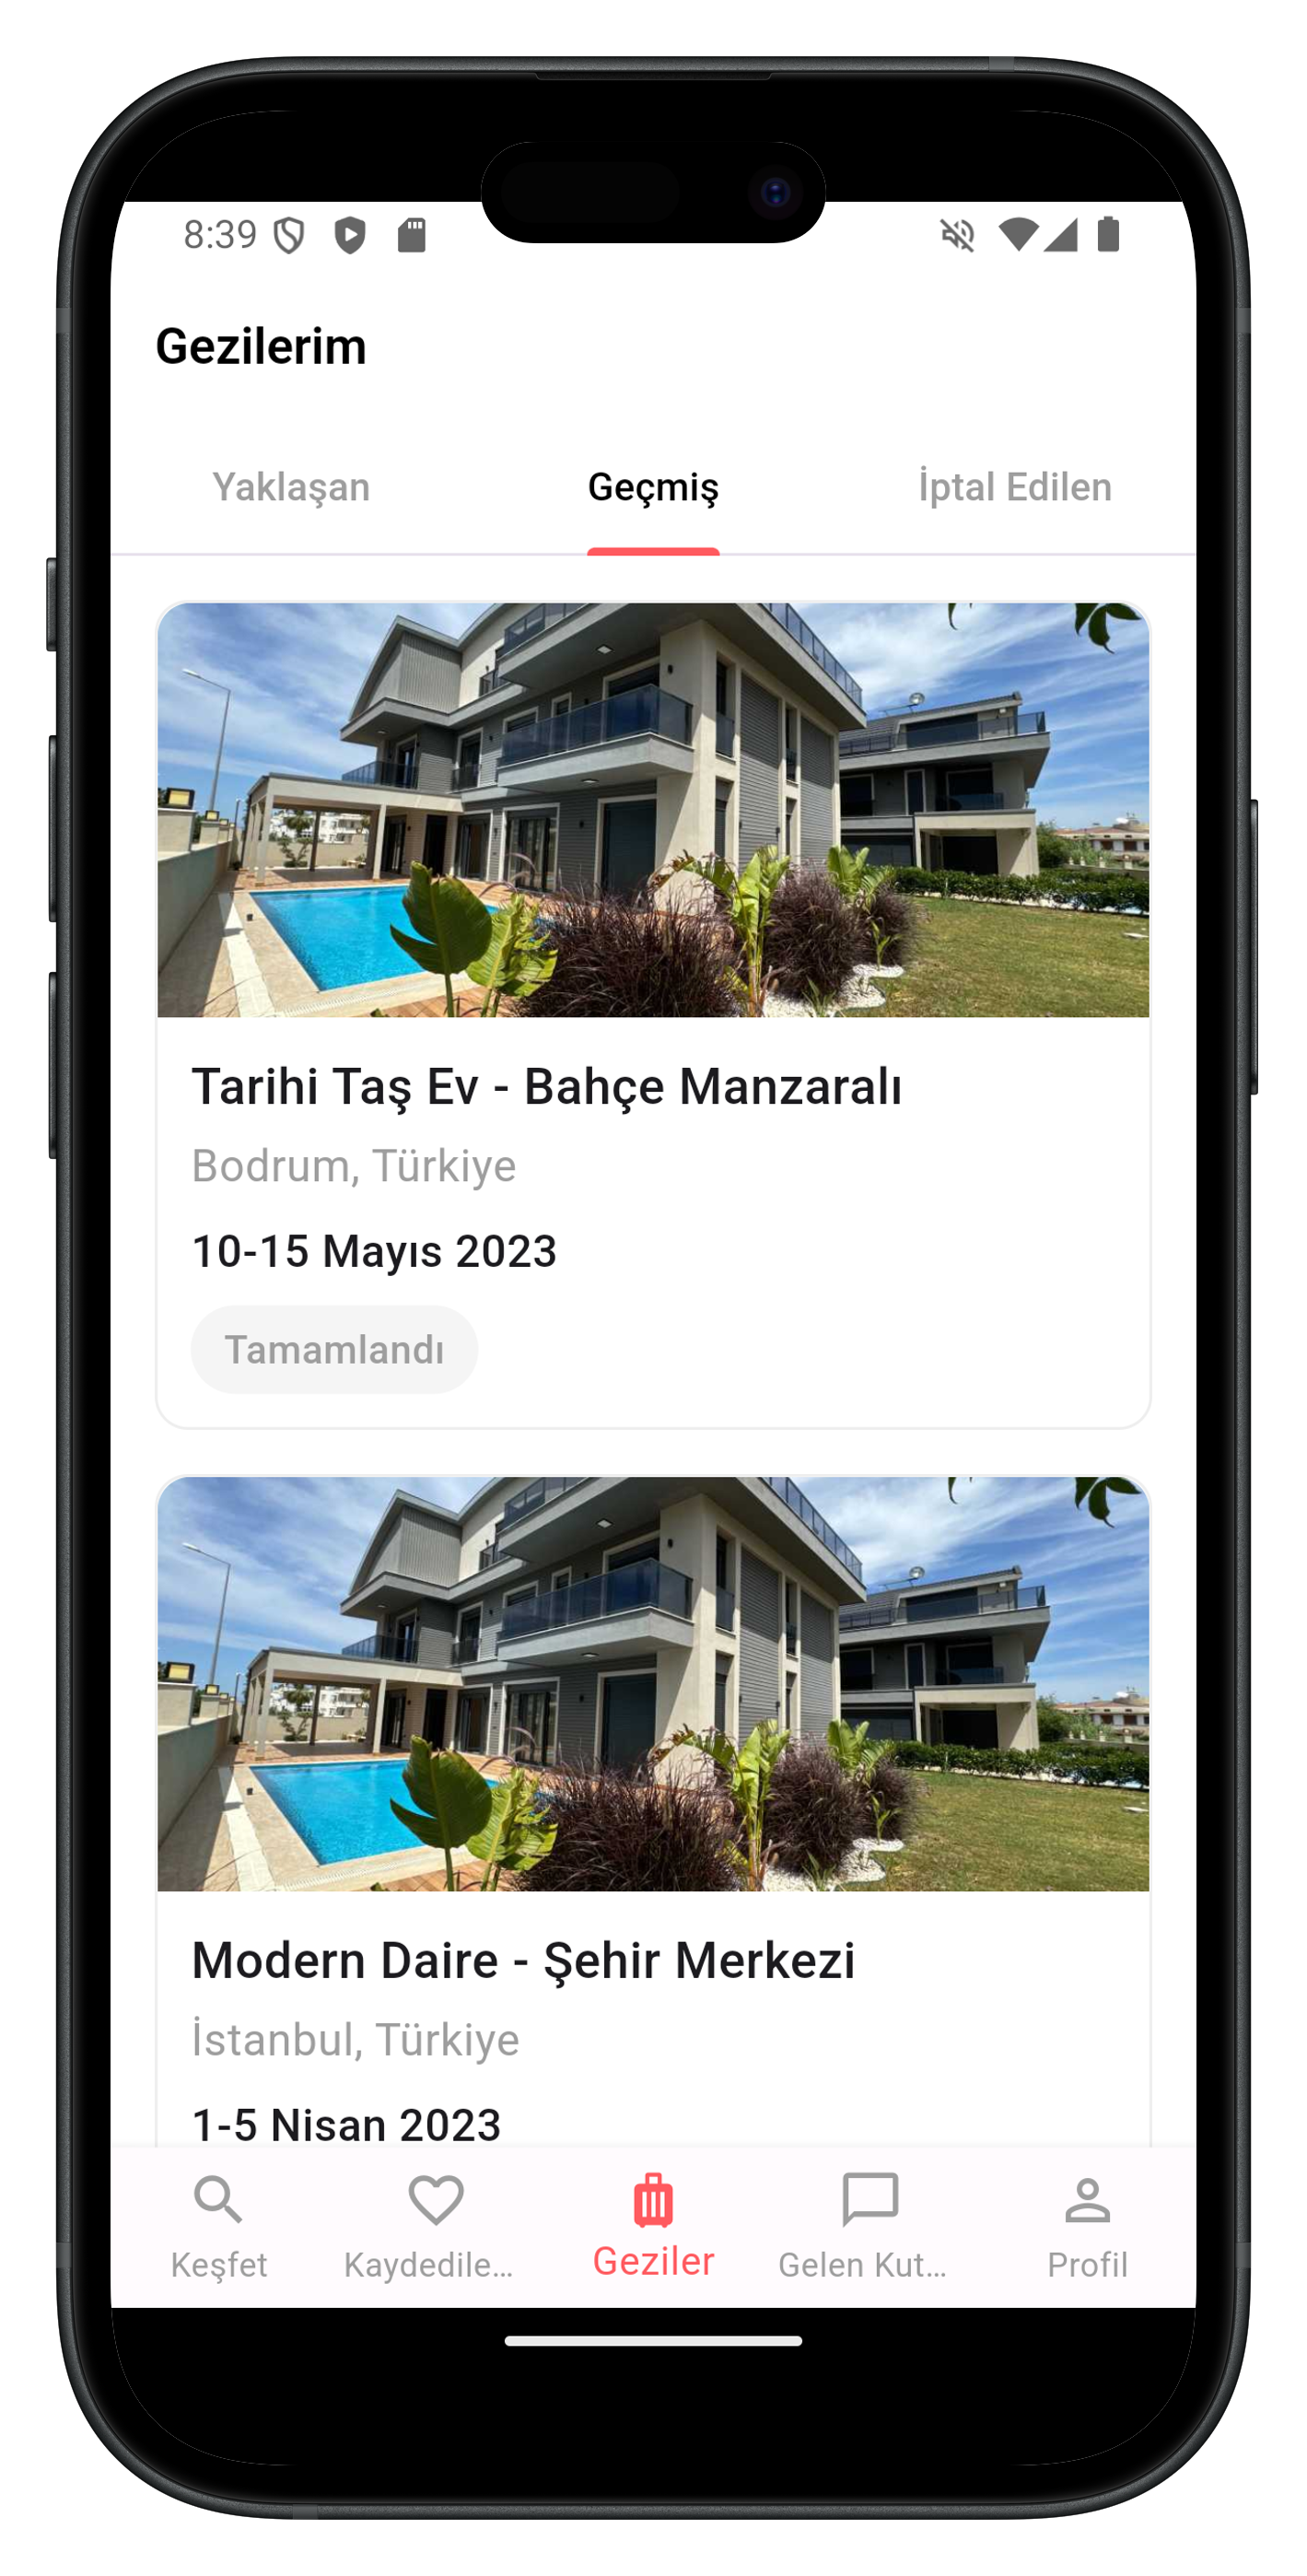 8:39
Gezilerim
Yaklaşan
Geçmiş
İptal Edilen
Tarihi Taş Ev - Bahçe Manzaralı
Bodrum, Türkiye
10-15 Mayıs 2023
Tamamlandı
Modern Daire - Şehir Merkezi
İstanbul, Türkiye
1-5 Nisan 2023
Keşfet
Kaydedile...
Geziler
Gelen Kut...
Profil